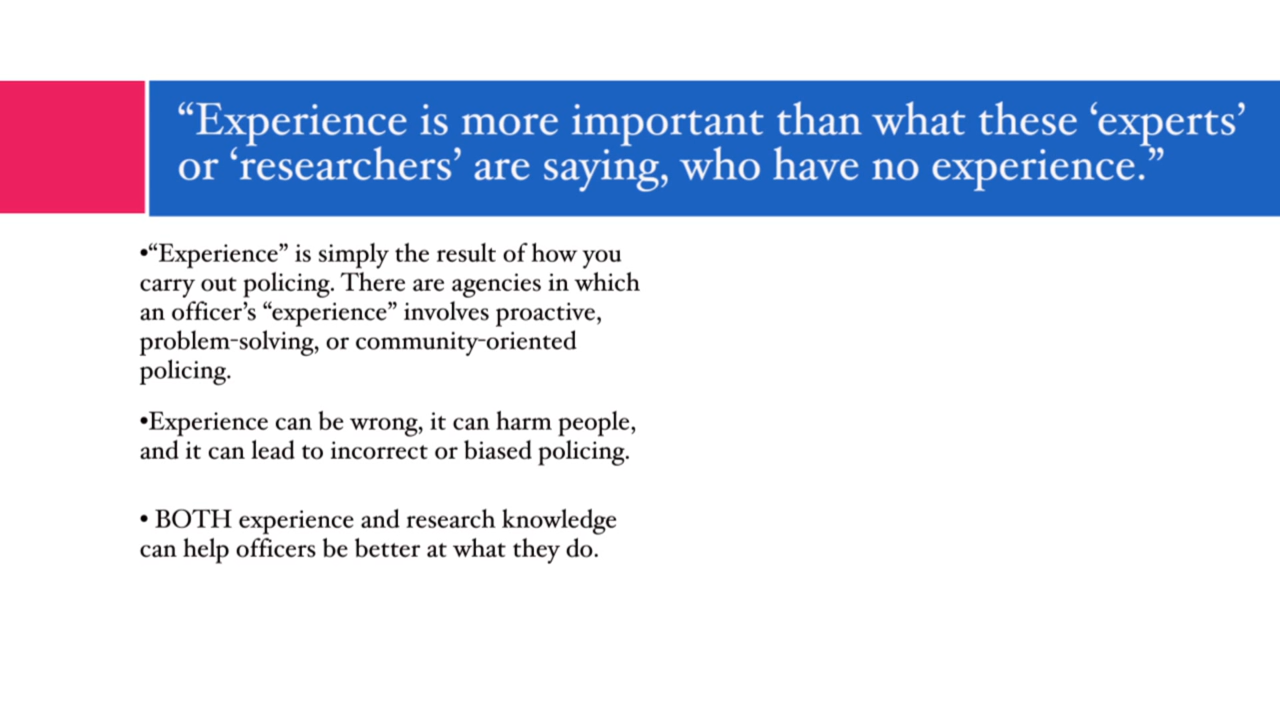 “Experience is more important than what these ‘experts’
or ‘researchers’ are saying, who have no experience.”
•“Experience” is simply the result of how you
carry out policing. There are agencies in which
an officer’s “experience” involves proactive,
problem-solving, or community-oriented
policing.
•Experience can be wrong, it can harm people,
and it can lead to incorrect or biased policing.
• BOTH experience and research knowledge
can help officers be better at what they do.